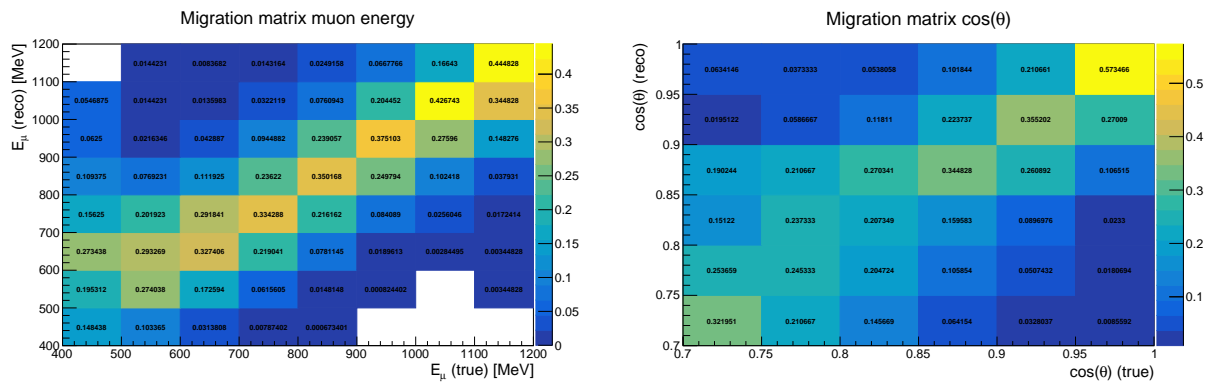 Migration matrix muon energy
E_μ (reco) [MeV]
1200
1100
1000
900
800
700
600
500
400
0.0144231 0.0083682 0.0143164 0.0249158 0.0667766 0.16643 0.444828
0.0546875 0.0144231 0.0135983 0.0322119 0.0760943 0.204452 0.426743 0.344828
0.0625 0.0216346 0.042887 0.0944882 0.239057 0.375103 0.27596 0.148276
0.109375 0.0769231 0.111925 0.23622 0.350168 0.249794 0.102418 0.037931
0.15625 0.201923 0.291841 0.334288 0.216162 0.084089 0.0256046 0.0172414
0.273438 0.293269 0.327406 0.219041 0.0781145 0.0189613 0.00284495 0.00344828
0.195312 0.274038 0.172594 0.0615605 0.0148148 0.000824402 0.00344828
0.148438 0.103365 0.0313808 0.00787402 0.000673401
400 500 600 700 800 900 1000 1100 1200
E_μ (true) [MeV]
0.4
0.35
0.3
0.25
0.2
0.15
0.1
0.05
0
Migration matrix cos(θ)
cos(θ) (reco)
1
0.95
0.9
0.85
0.8
0.75
0.7
0.0634146 0.0373333 0.0538058 0.101844 0.210661 0.573466
0.0195122 0.0586667 0.11811 0.223737 0.355202 0.27009
0.190244 0.210667 0.270341 0.344828 0.260892 0.106515
0.15122 0.237333 0.207349 0.159583 0.0896976 0.0233
0.253659 0.245333 0.204724 0.105854 0.0507432 0.0180694
0.321951 0.210667 0.145669 0.064154 0.0328037 0.0085592
0.7 0.75 0.8 0.85 0.9 0.95 1
cos(θ) (true)
0.5
0.4
0.3
0.2
0.1